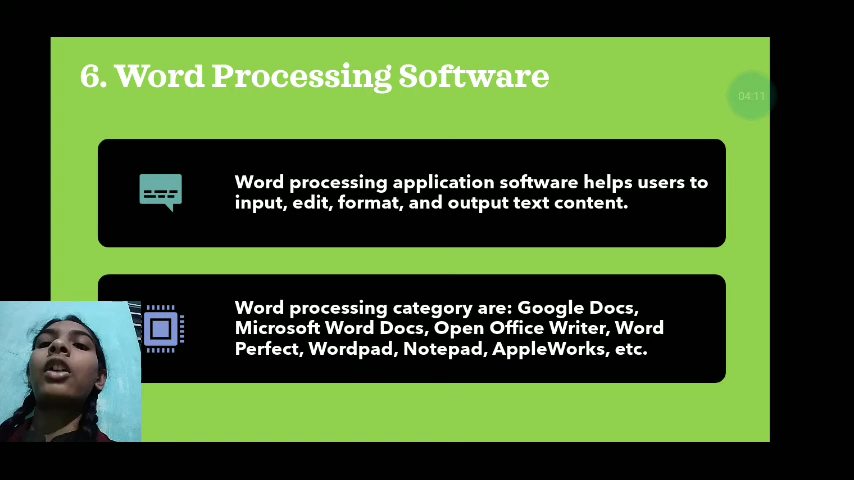 6. Word Processing Software
04:11
Word processing application software helps users to
input, edit, format, and output text content.
Word processing category are: Google Docs,
Microsoft Word Docs, Open Office Writer, Word
Perfect, Wordpad, Notepad, AppleWorks, etc.